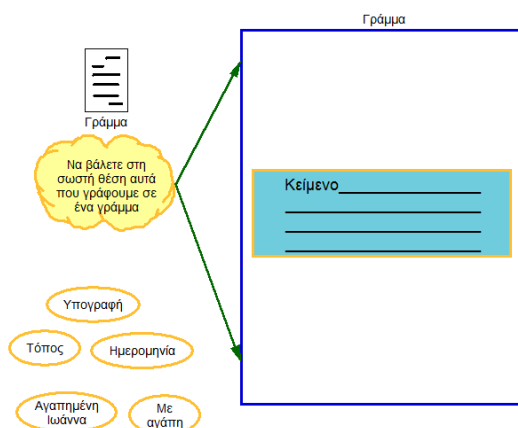 Γράμμα
Γράμμα
Να βάλετε στη
σωστή θέση αυτά
που γράφουμε σε
ένα γράμμα
Κείμενο
Υπογραφή
Τόπος
Ημερομηνία
Αγαπημένη
Ιωάννα
Με
αγάπη